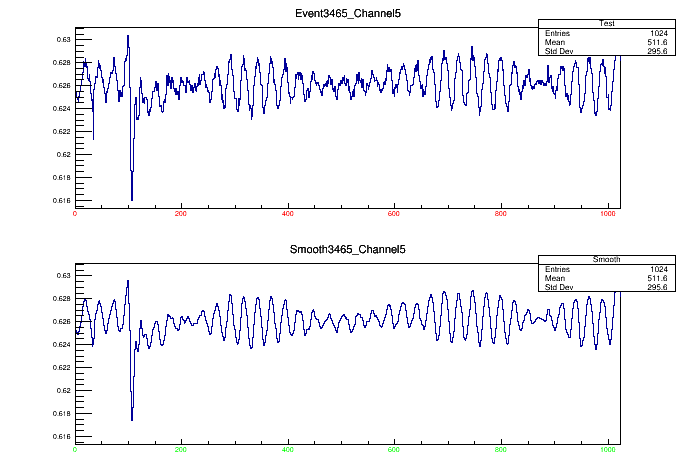 Event3465_Channel5
Test
Entries 1024
Mean 511.6
Std Dev 295.6
0.63
0.628
0.626
0.624
0.622
0.62
0.618
0.616
0 200 400 600 800 1000
Smooth3465_Channel5
Smooth
Entries 1024
Mean 511.6
Std Dev 295.6
0.63
0.628
0.626
0.624
0.622
0.62
0.618
0.616
0 200 400 600 800 1000